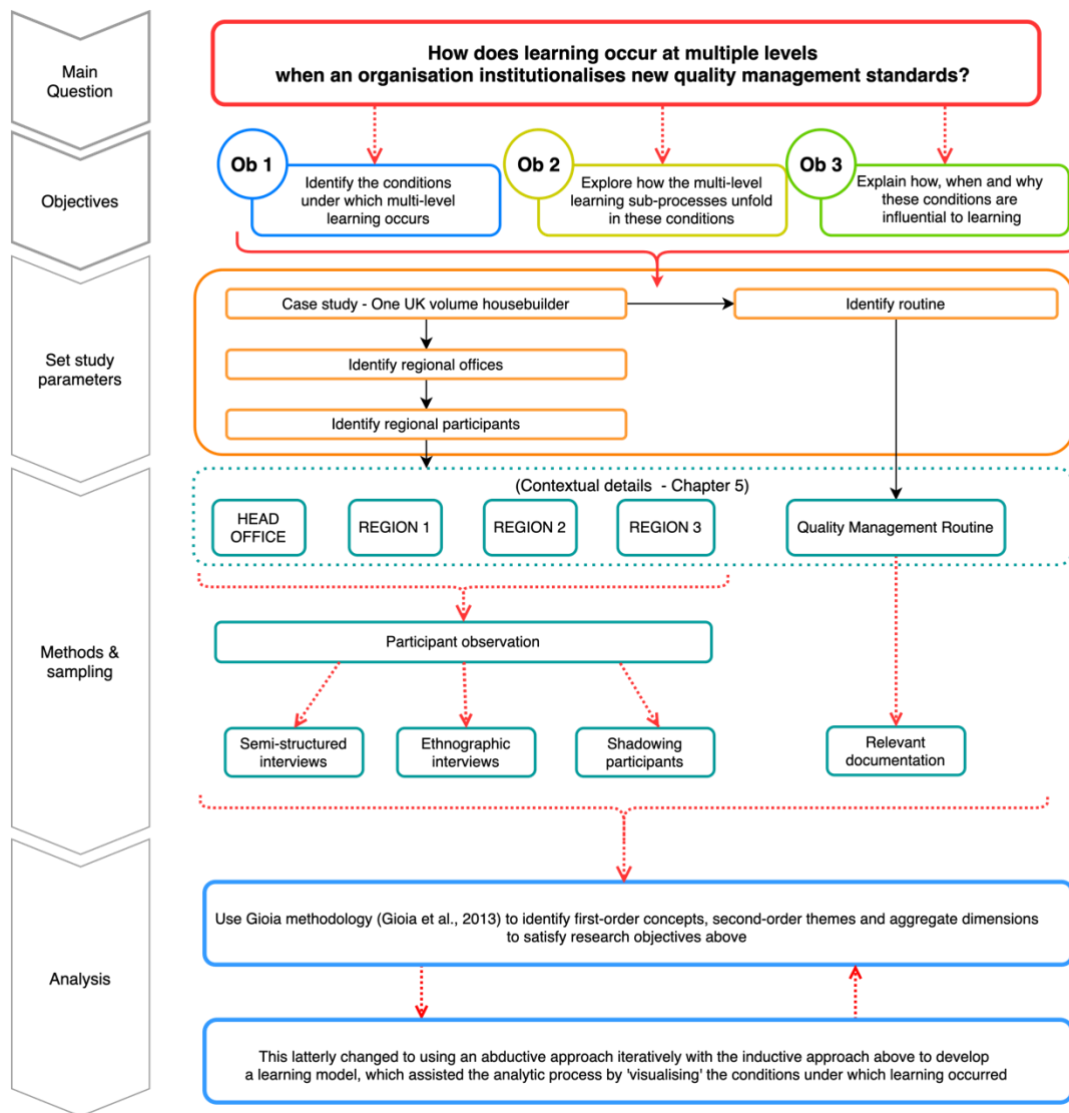 Main
Question
How does learning occur at multiple levels
when an organisation institutionalises new quality management standards?
Objectives
Ob 1
Identify the conditions
under which multi-level
learning occurs
Ob 2
Explore how the multi-level
learning sub-processes unfold
in these conditions
Ob 3
Explain how, when and why
these conditions are
influential to learning
Set study
parameters
Case study - One UK volume housebuilder
Identify routine
Identify regional offices
Identify regional participants
Methods &
sampling
(Contextual details - Chapter 5)
HEAD
OFFICE
REGION 1
REGION 2
REGION 3
Quality Management Routine
Participant observation
Semi-structured
interviews
Ethnographic
interviews
Shadowing
participants
Relevant
documentation
Analysis
Use Gioia methodology (Gioia et al., 2013) to identify first-order concepts, second-order themes and aggregate dimensions
to satisfy research objectives above
This latterly changed to using an abductive approach iteratively with the inductive approach above to develop
a learning model, which assisted the analytic process by 'visualising' the conditions under which learning occurred